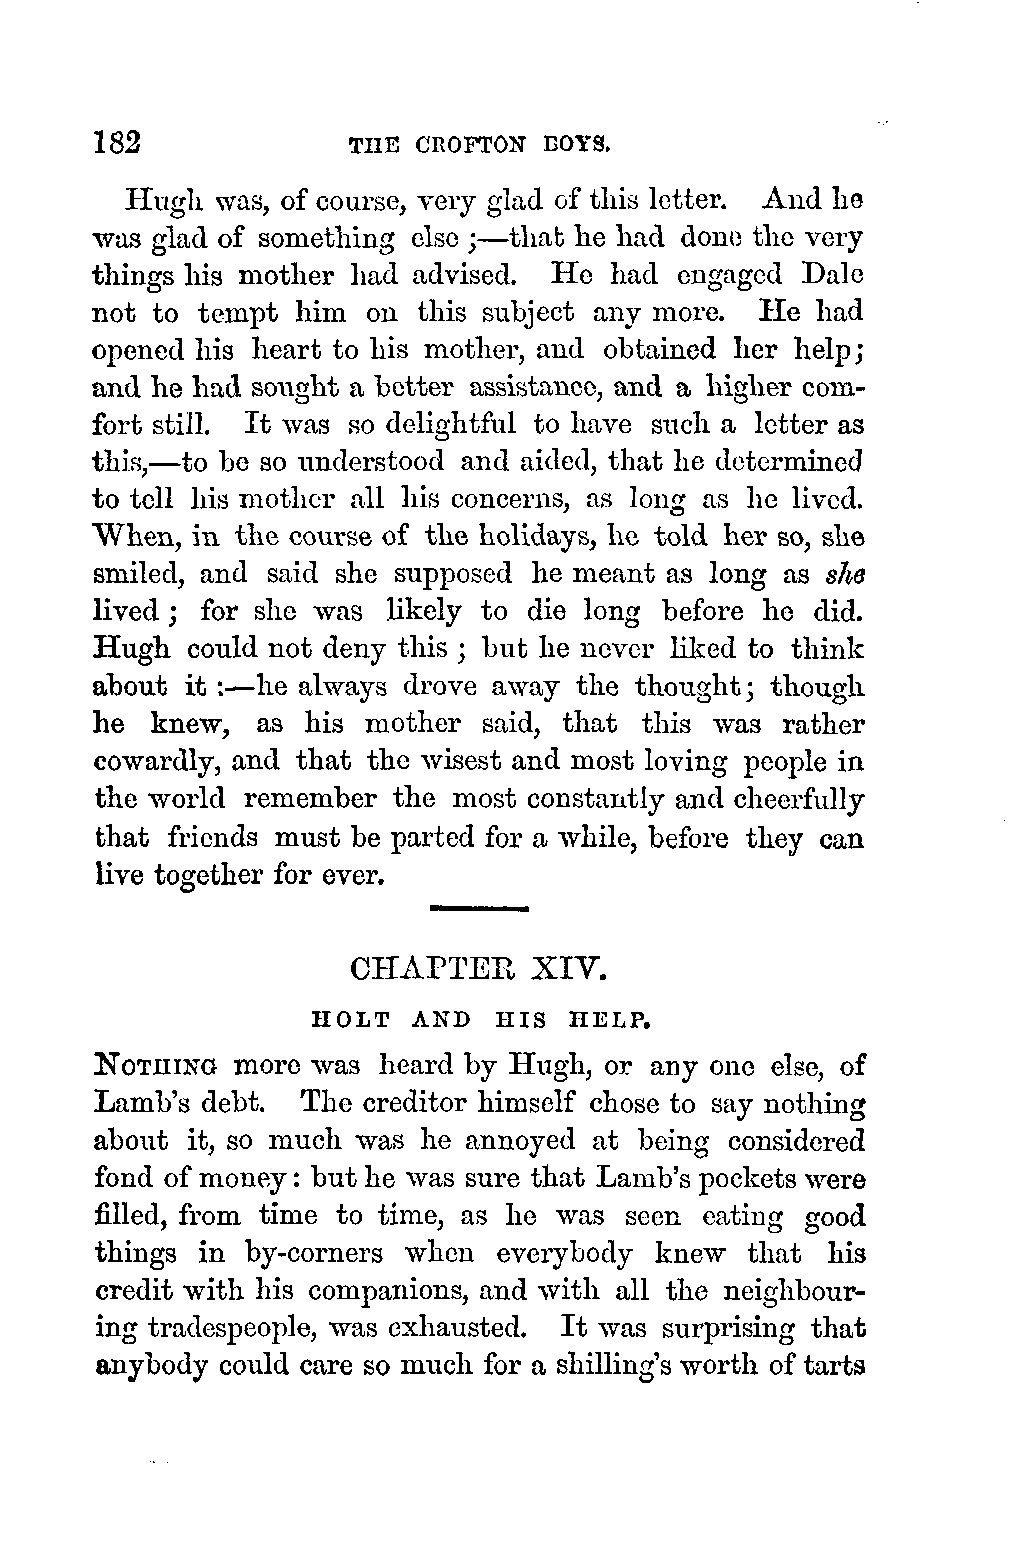 182 THE CROFTON BOYS.
Hugh was, of course, very glad of this letter. And he
was glad of something else ;—that he had done the very
things his mother had advised. He had engaged Dale
not to tempt him on this subject any more. He had
opened his heart to his mother, and obtained her help;
and he had sought a better assistance, and a higher com-
fort still. It was so delightful to have such a letter as
this,—to be so understood and aided, that he determined
to tell his mother all his concerns, as long as he lived.
When, in the course of the holidays, he told her so, she
smiled, and said she supposed he meant as long as she
lived ; for she was likely to die long before he did.
Hugh could not deny this ; but he never liked to think
about it :—he always drove away the thought; though
he knew, as his mother said, that this was rather
cowardly, and that the wisest and most loving people in
the world remember the most constantly and cheerfully
that friends must be parted for a while, before they can
live together for ever.
CHAPTER XIV.
HOLT AND HIS HELP.
NOTHING more was heard by Hugh, or any one else, of
Lamb's debt. The creditor himself chose to say nothing
about it, so much was he annoyed at being considered
fond of money : but he was sure that Lamb's pockets were
filled, from time to time, as he was seen eating good
things in by-corners when everybody knew that his
credit with his companions, and with all the neighbour-
ing tradespeople, was exhausted. It was surprising that
anybody could care so much for a shilling's worth of tarts